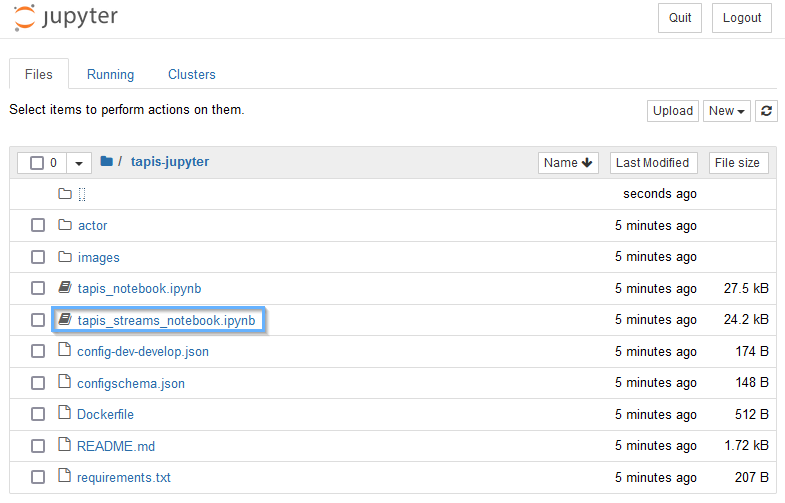 jupyter
Quit
Logout
Files
Running
Clusters
Select items to perform actions on them.
Upload
New
0
/ tapis-jupyter
Name
Last Modified
File size
..
seconds ago
actor
5 minutes ago
images
5 minutes ago
tapis_notebook.ipynb
5 minutes ago
27.5 kB
tapis_streams_notebook.ipynb
5 minutes ago
24.2 kB
config-dev-develop.json
5 minutes ago
174 B
configschema.json
5 minutes ago
148 B
Dockerfile
5 minutes ago
512 B
README.md
5 minutes ago
1.72 kB
requirements.txt
5 minutes ago
207 B